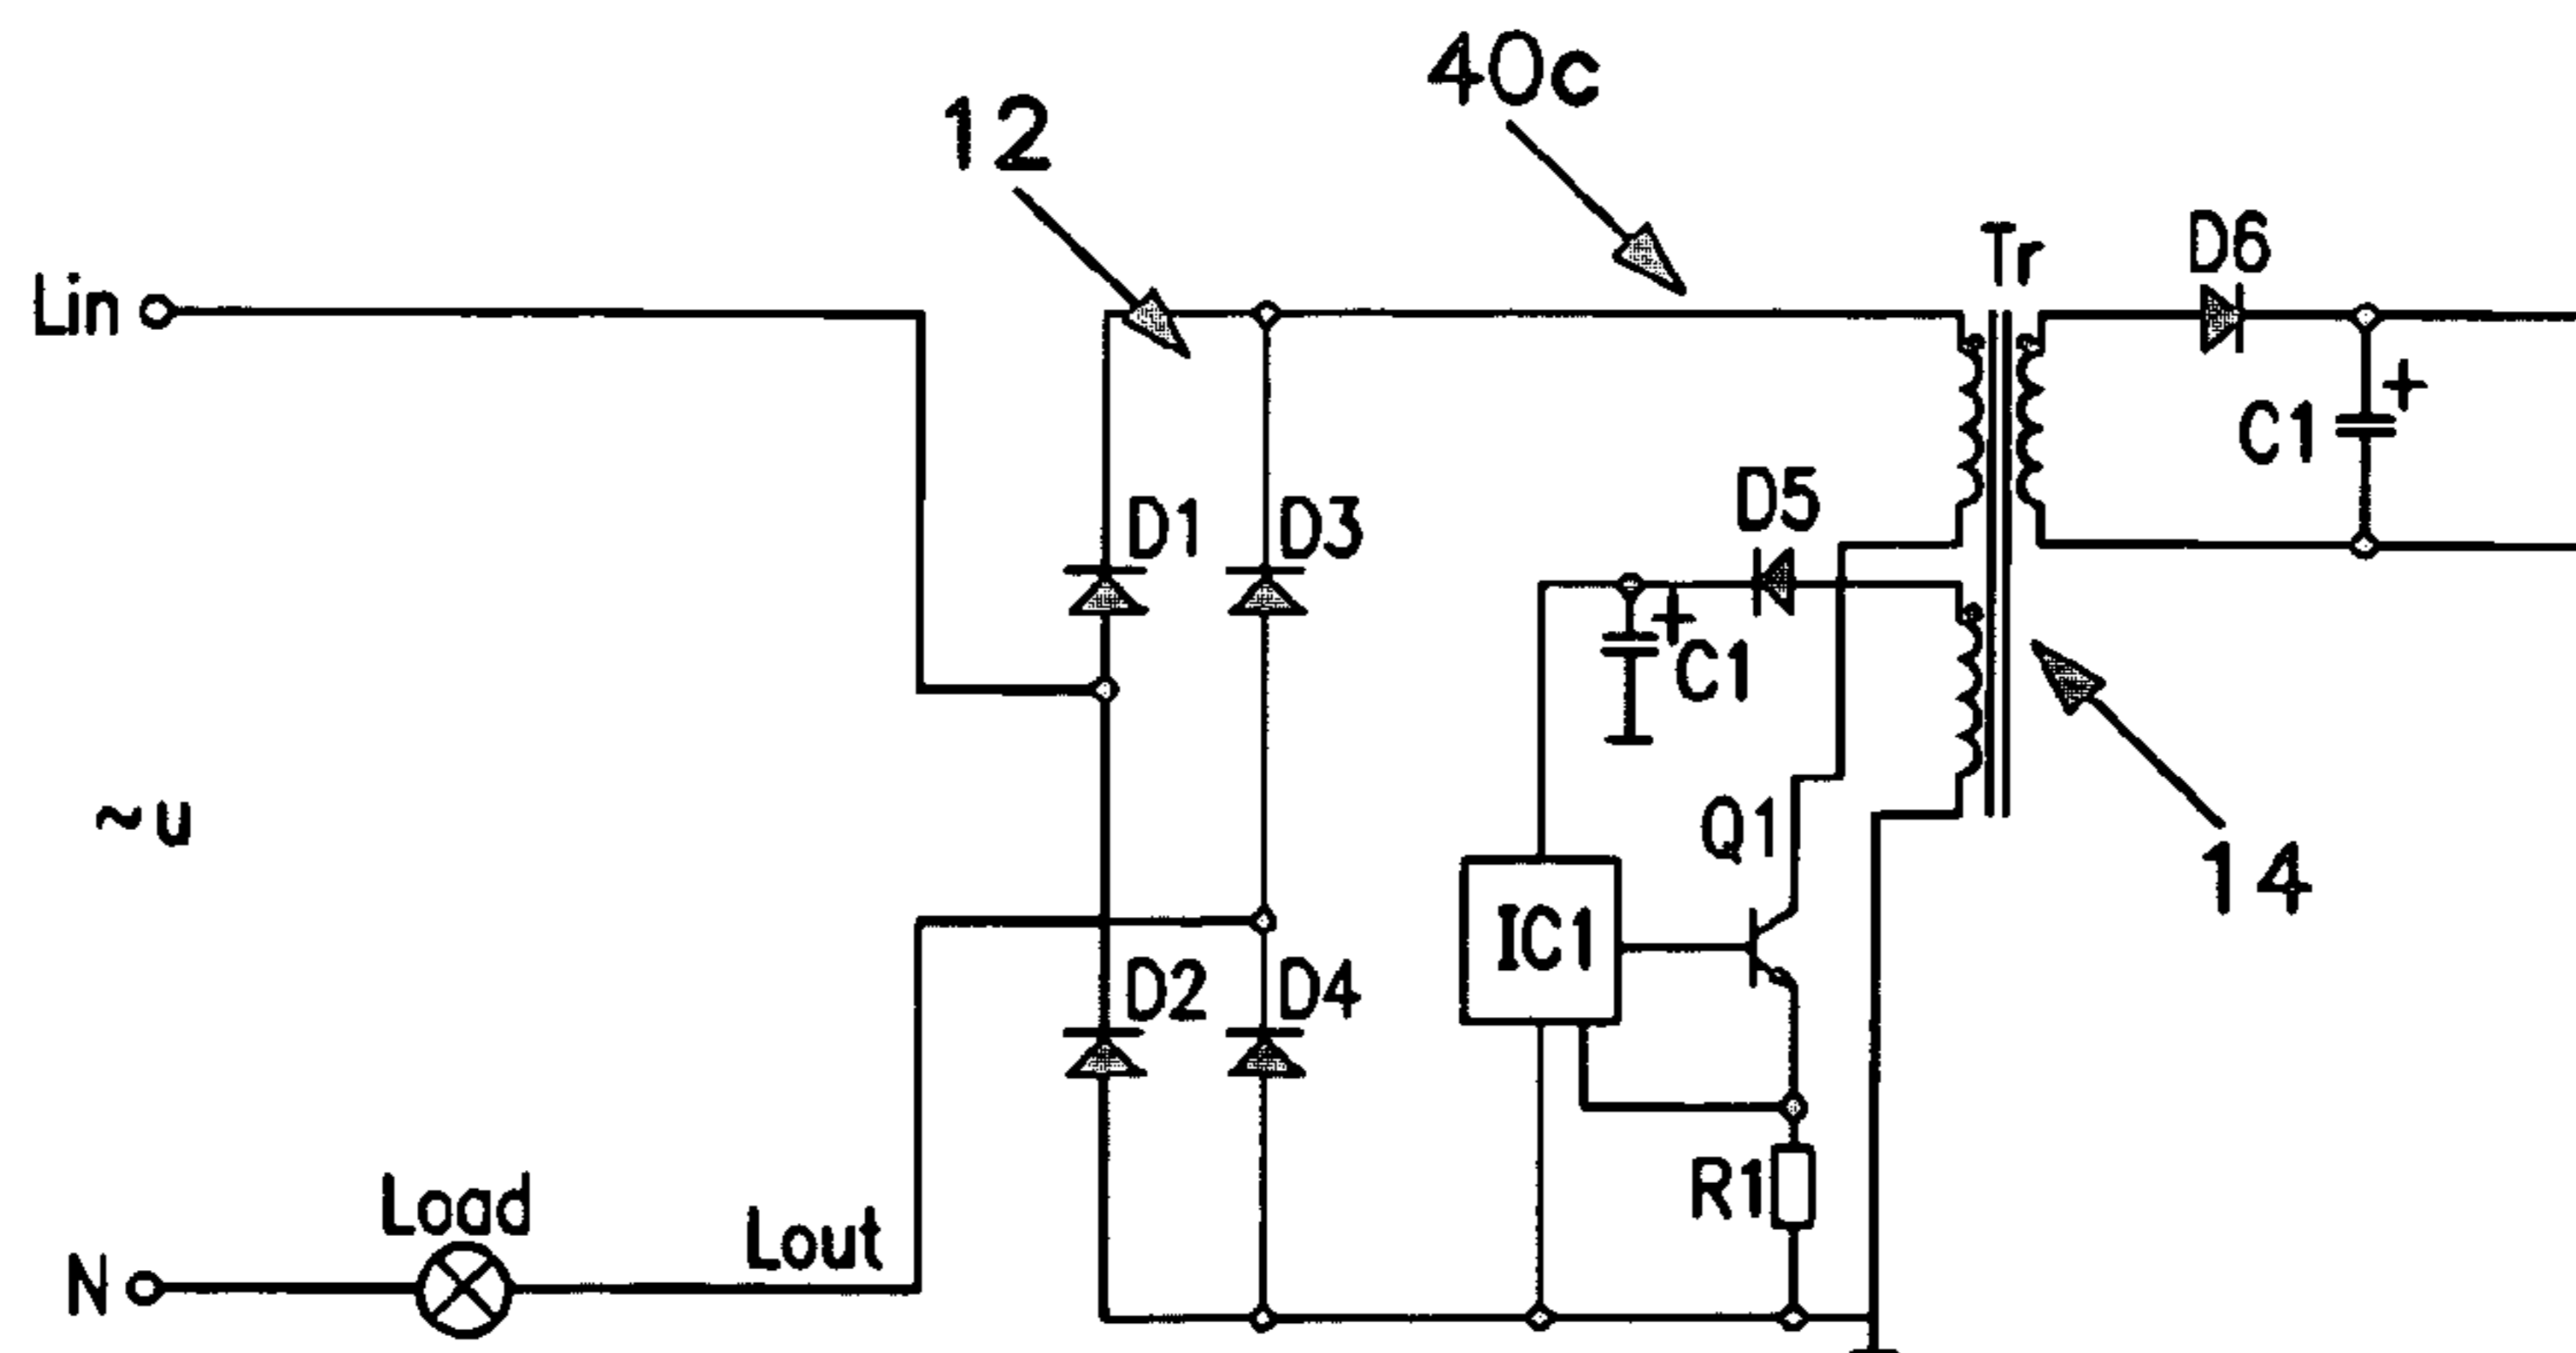 40c
12
Tr
D6
Lin
+
C1
D5
D1
D3
+
C1
Q1
~u
14
IC1
D2
D4
R1
Load
Lout
N